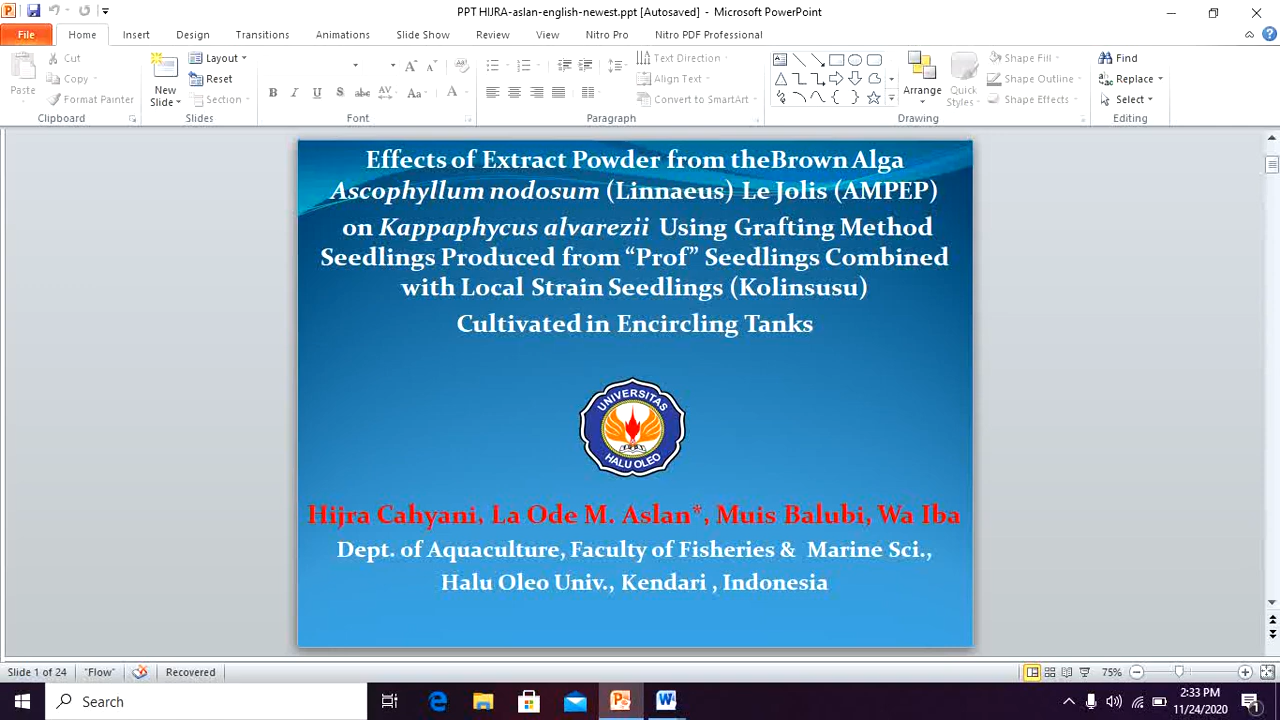 PPT HIJRA-aslan-english-newest.ppt [Autosaved] - Microsoft PowerPoint
File Home Insert Design Transitions Animations Slide Show Review View Nitro Pro Nitro PDF Professional
Paste
Cut
Copy
Format Painter
Clipboard
New
Slide
Layout
Reset
Section
Slides
B I U S abc AV Aa A
Font
Text Direction
Align Text
Convert to SmartArt
Paragraph
Arrange
Quick
Styles
Shape Fill
Shape Outline
Shape Effects
Drawing
Find
Replace
Select
Editing
Effects of Extract Powder from theBrown Alga
Ascophyllum nodosum (Linnaeus) Le Jolis (AMPEP)
on Kappaphycus alvarezii Using Grafting Method
Seedlings Produced from “Prof” Seedlings Combined
with Local Strain Seedlings (Kolinsusu)
Cultivated in Encircling Tanks
UNIVERSITAS
HALU OLEO
Hijra Cahyani, La Ode M. Aslan*, Muis Balubi, Wa Iba
Dept. of Aquaculture, Faculty of Fisheries & Marine Sci.,
Halu Oleo Univ., Kendari , Indonesia
Slide 1 of 24 "Flow" Recovered 75%
Search
2:33 PM
11/24/2020
1